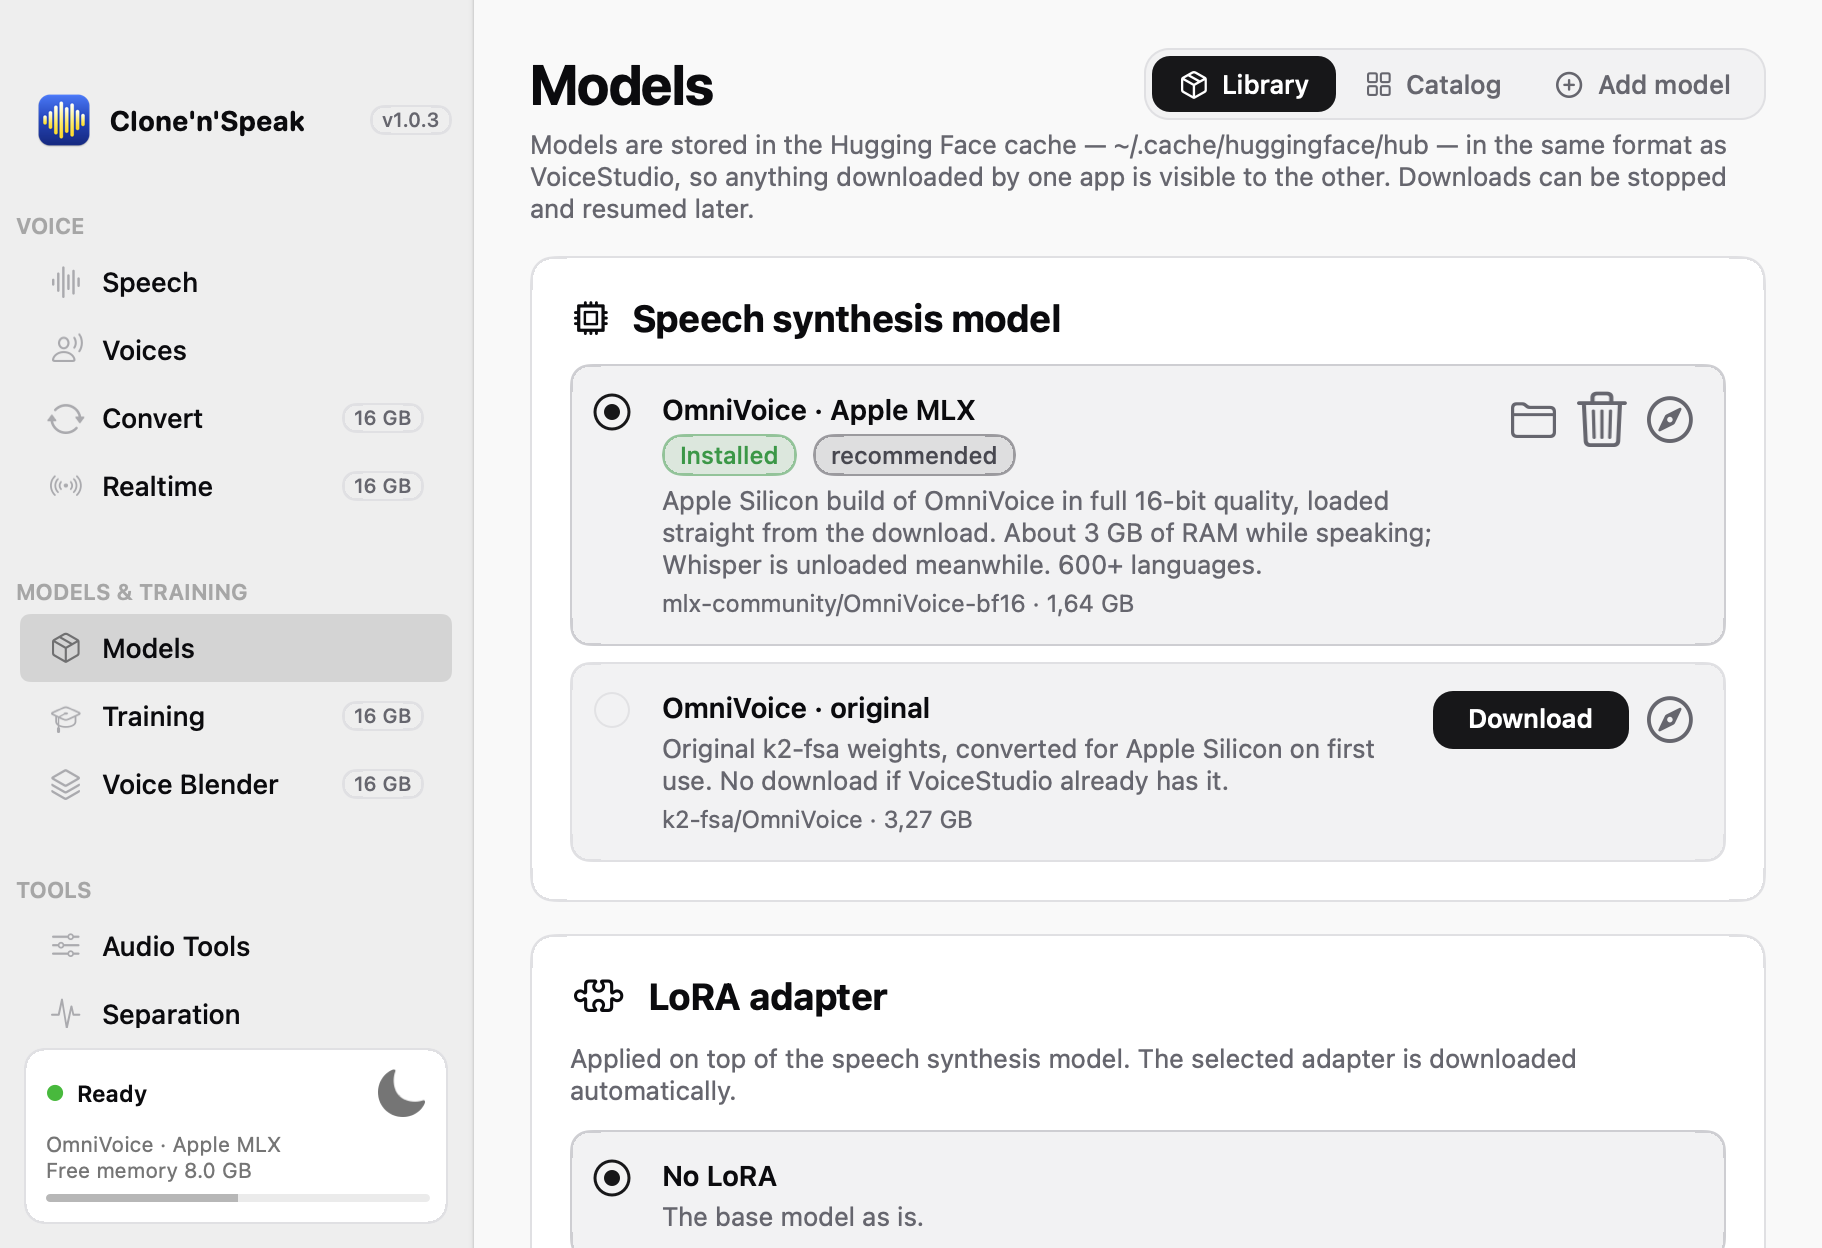 Clone'n'Speak
v1.0.3
VOICE
Speech
Voices
Convert
16 GB
Realtime
16 GB
MODELS & TRAINING
Models
Training
16 GB
Voice Blender
16 GB
TOOLS
Audio Tools
Separation
Ready
OmniVoice · Apple MLX
Free memory 8.0 GB
Models
Library
Catalog
Add model
Models are stored in the Hugging Face cache — ~/.cache/huggingface/hub — in the same format as
VoiceStudio, so anything downloaded by one app is visible to the other. Downloads can be stopped
and resumed later.
Speech synthesis model
OmniVoice · Apple MLX
Installed
recommended
Apple Silicon build of OmniVoice in full 16-bit quality, loaded
straight from the download. About 3 GB of RAM while speaking;
Whisper is unloaded meanwhile. 600+ languages.
mlx-community/OmniVoice-bf16 · 1,64 GB
OmniVoice · original
Download
Original k2-fsa weights, converted for Apple Silicon on first
use. No download if VoiceStudio already has it.
k2-fsa/OmniVoice · 3,27 GB
LoRA adapter
Applied on top of the speech synthesis model. The selected adapter is downloaded
automatically.
No LoRA
The base model as is.